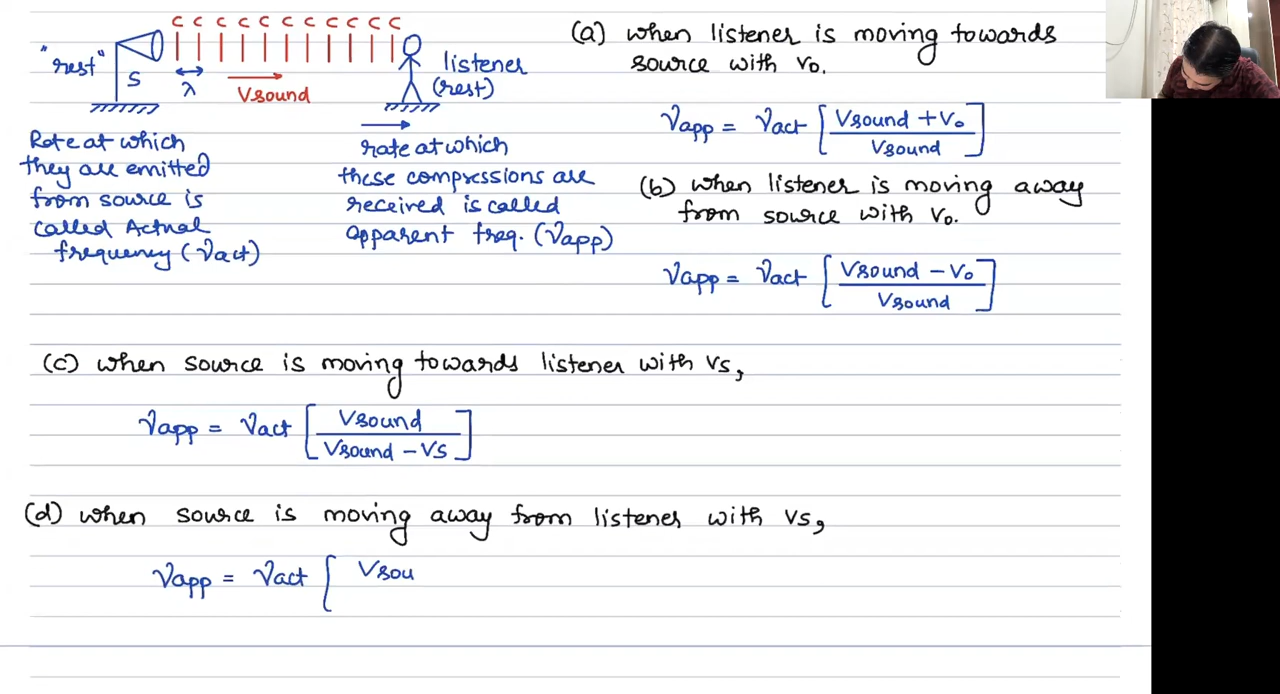 C C C C C C C C C C C
"rest"
S
λ
Vsound
listener
(rest)
Rate at which
they are emitted
from source is
called Actual
frequency (νact)
rate at which
these compressions are
received is called
apparent freq. (νapp)
(a) when listener is moving towards
source with vo.
νapp = νact [ Vsound + Vo / Vsound ]
(b) when listener is moving away
from source with vo.
νapp = νact [ Vsound - Vo / Vsound ]
(c) when source is moving towards listener with vs,
νapp = νact [ Vsound / Vsound - Vs ]
(d) when source is moving away from listener with vs,
νapp = νact [ Vsou